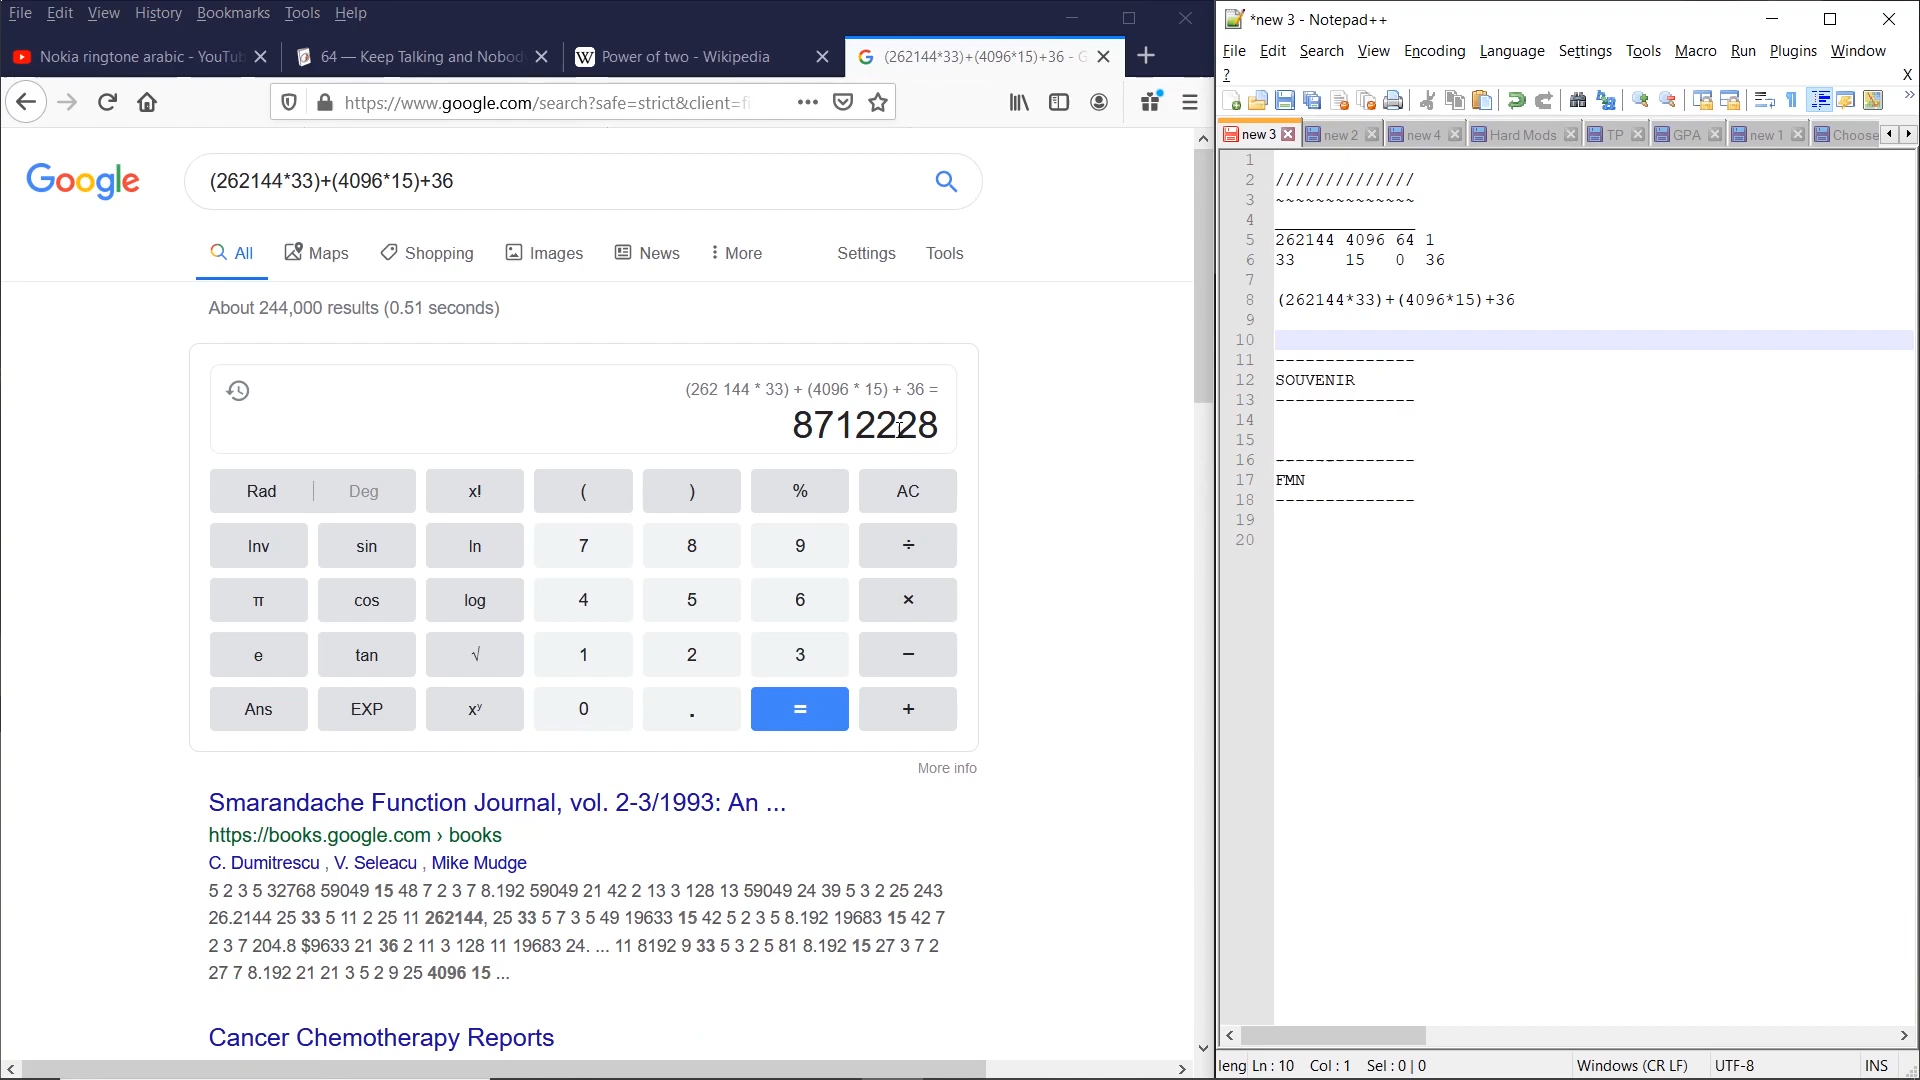 File Edit View History Bookmarks Tools Help
Nokia ringtone arabic - YouTub
64 — Keep Talking and Nobod
Power of two - Wikipedia
(262144*33)+(4096*15)+36 - G
https://www.google.com/search?safe=strict&client=fi
Google
(262144*33)+(4096*15)+36
All Maps Shopping Images News More Settings Tools
About 244,000 results (0.51 seconds)
(262 144 * 33) + (4096 * 15) + 36 =
8712228
Rad Deg x! ( ) % AC
Inv sin ln 7 8 9 ÷
π cos log 4 5 6 ×
e tan √ 1 2 3 −
Ans EXP xʸ 0 . = +
More info
Smarandache Function Journal, vol. 2-3/1993: An ...
https://books.google.com › books
C. Dumitrescu , V. Seleacu , Mike Mudge
5 2 3 5 32768 59049 15 48 7 2 3 7 8.192 59049 21 42 2 13 3 128 13 59049 24 39 5 3 2 25 243
26.2144 25 33 5 11 2 25 11 262144, 25 33 5 7 3 5 49 19633 15 42 5 2 3 5 8.192 19683 15 42 7
2 3 7 204.8 $9633 21 36 2 11 3 128 11 19683 24. ... 11 8192 9 33 5 3 2 5 81 8.192 15 27 3 7 2
27 7 8.192 21 21 3 5 2 9 25 4096 15 ...
Cancer Chemotherapy Reports
*new 3 - Notepad++
File Edit Search View Encoding Language Settings Tools Macro Run Plugins Window
? X
new 3 new 2 new 4 Hard Mods TP GPA new 1 Choose
1
2 //////////////
3 ~~~~~~~~~~~~~~
4 ______________
5 262144 4096 64 1
6 33 15 0 36
7
8 (262144*33)+(4096*15)+36
9
10
11 --------------
12 SOUVENIR
13 --------------
14
15
16 --------------
17 FMN
18 --------------
19
20
leng Ln : 10 Col : 1 Sel : 0 | 0 Windows (CR LF) UTF-8 INS